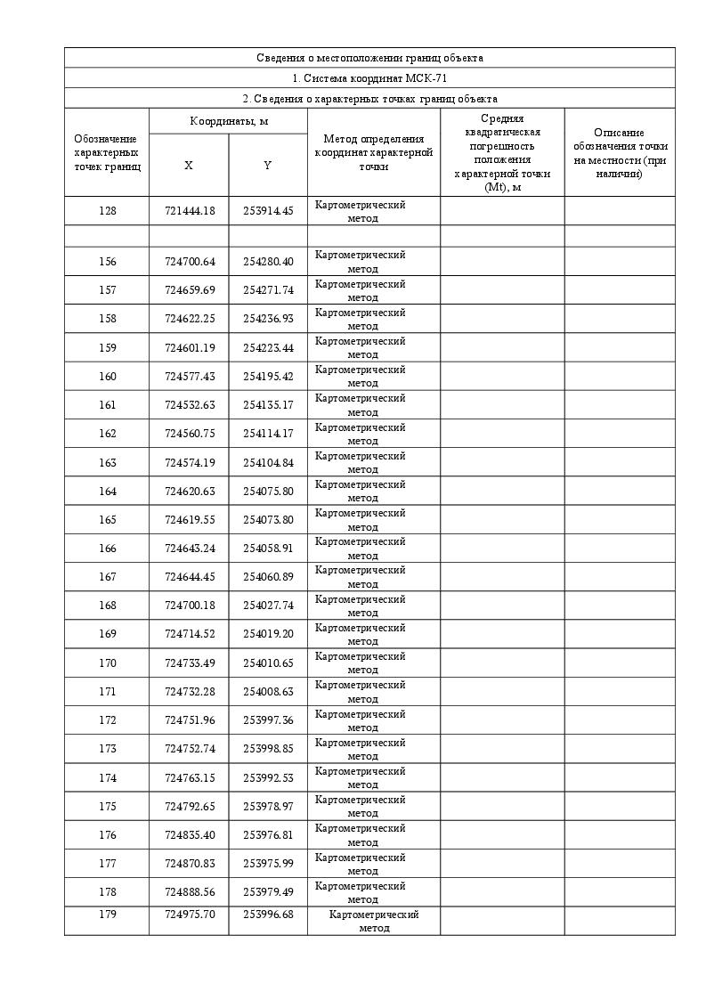 Сведения о местоположении границ объекта
1. Система координат МСК-71
2. Сведения о характерных точках границ объекта
Обозначение
характерных
точек границ
Координаты, м
X
Y
Метод определения
координат характерной
точки
Средняя
квадратическая
погрешность
положения
характерной точки
(Mt), м
Описание
обозначения точки
на местности (при
наличии)
128 721444.18 253914.45 Картометрический
метод
156 724700.64 254280.40 Картометрический
метод
157 724659.69 254271.74 Картометрический
метод
158 724622.25 254236.93 Картометрический
метод
159 724601.19 254223.44 Картометрический
метод
160 724577.43 254195.42 Картометрический
метод
161 724532.63 254135.17 Картометрический
метод
162 724560.75 254114.17 Картометрический
метод
163 724574.19 254104.84 Картометрический
метод
164 724620.63 254075.80 Картометрический
метод
165 724619.55 254073.80 Картометрический
метод
166 724643.24 254058.91 Картометрический
метод
167 724644.45 254060.89 Картометрический
метод
168 724700.18 254027.74 Картометрический
метод
169 724714.52 254019.20 Картометрический
метод
170 724733.49 254010.65 Картометрический
метод
171 724732.28 254008.63 Картометрический
метод
172 724751.96 253997.36 Картометрический
метод
173 724752.74 253998.85 Картометрический
метод
174 724763.15 253992.53 Картометрический
метод
175 724792.65 253978.97 Картометрический
метод
176 724835.40 253976.81 Картометрический
метод
177 724870.83 253975.99 Картометрический
метод
178 724888.56 253979.49 Картометрический
метод
179 724975.70 253996.68 Картометрический
метод